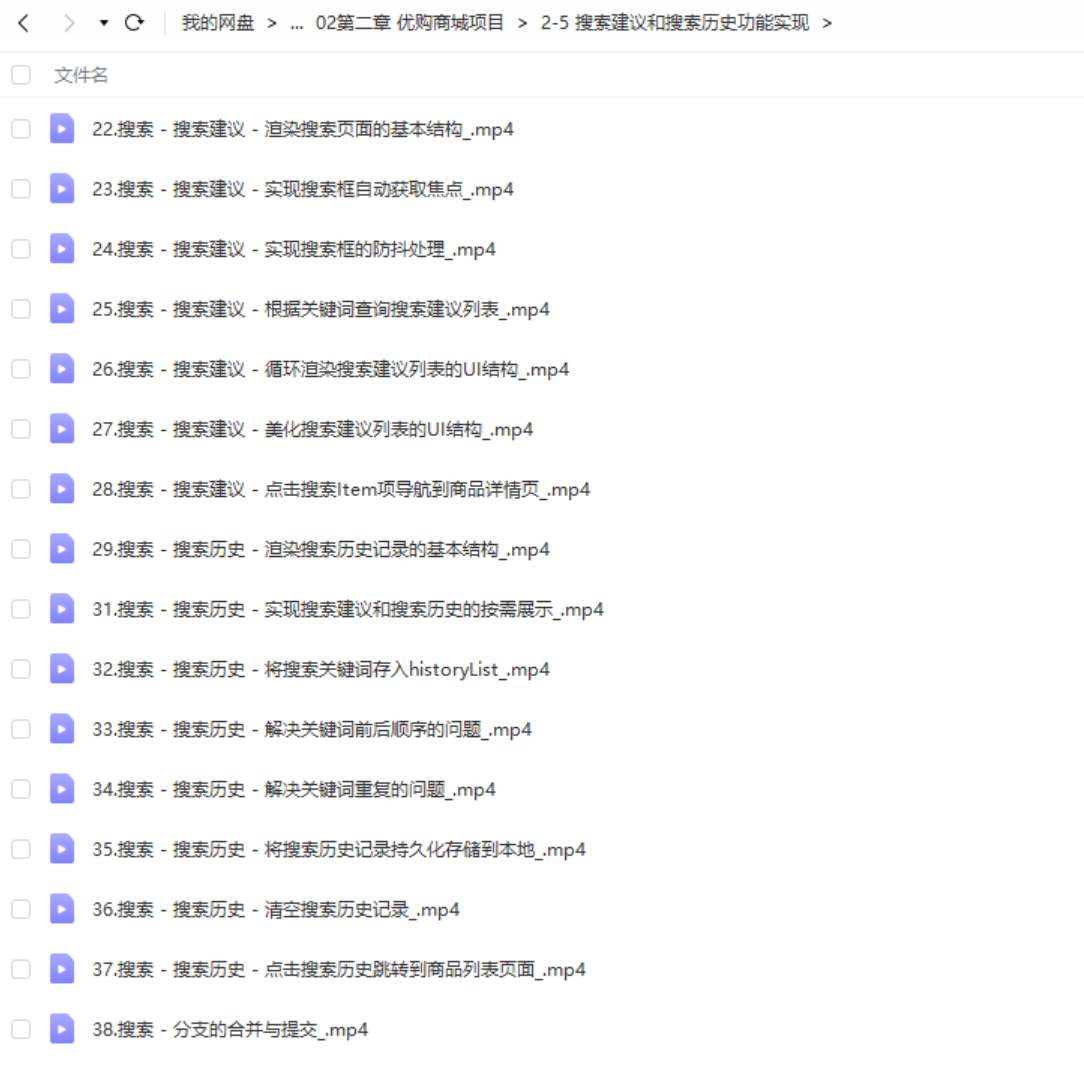 我的网盘 > ... 02第二章 优购商城项目 > 2-5 搜索建议和搜索历史功能实现 >
文件名
22.搜索 - 搜索建议 - 渲染搜索页面的基本结构_.mp4
23.搜索 - 搜索建议 - 实现搜索框自动获取焦点_.mp4
24.搜索 - 搜索建议 - 实现搜索框的防抖处理_.mp4
25.搜索 - 搜索建议 - 根据关键词查询搜索建议列表_.mp4
26.搜索 - 搜索建议 - 循环渲染搜索建议列表的UI结构_.mp4
27.搜索 - 搜索建议 - 美化搜索建议列表的UI结构_.mp4
28.搜索 - 搜索建议 - 点击搜索Item项导航到商品详情页_.mp4
29.搜索 - 搜索历史 - 渲染搜索历史记录的基本结构_.mp4
31.搜索 - 搜索历史 - 实现搜索建议和搜索历史的按需展示_.mp4
32.搜索 - 搜索历史 - 将搜索关键词存入historyList_.mp4
33.搜索 - 搜索历史 - 解决关键词前后顺序的问题_.mp4
34.搜索 - 搜索历史 - 解决关键词重复的问题_.mp4
35.搜索 - 搜索历史 - 将搜索历史记录持久化存储到本地_.mp4
36.搜索 - 搜索历史 - 清空搜索历史记录_.mp4
37.搜索 - 搜索历史 - 点击搜索历史跳转到商品列表页面_.mp4
38.搜索 - 分支的合并与提交_.mp4